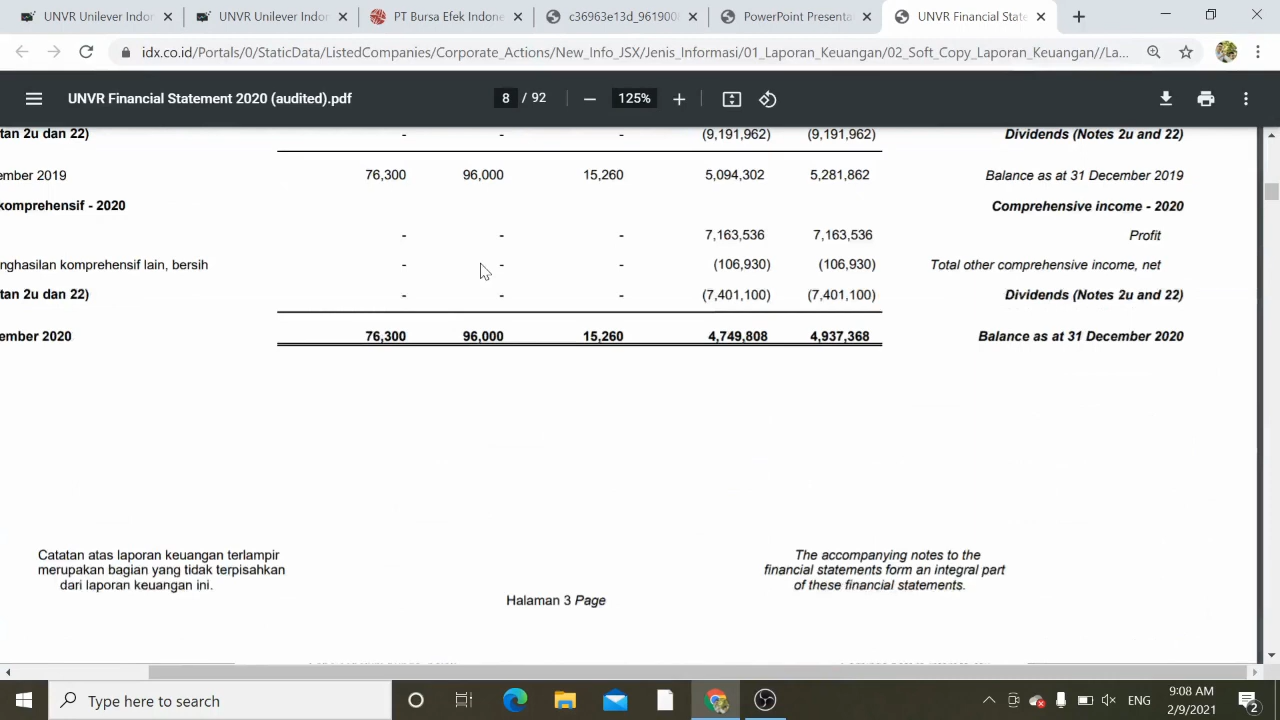 UNVR Unilever Indor
UNVR Unilever Indor
PT Bursa Efek Indone
c36963e13d_961900
PowerPoint Presenta
UNVR Financial State
idx.co.id/Portals/0/StaticData/ListedCompanies/Corporate_Actions/New_Info_JSX/Jenis_Informasi/01_Laporan_Keuangan/02_Soft_Copy_Laporan_Keuangan//La...
UNVR Financial Statement 2020 (audited).pdf
8 / 92
125%
tan 2u dan 22) - - - (9,191,962) (9,191,962) Dividends (Notes 2u and 22)
ember 2019 76,300 96,000 15,260 5,094,302 5,281,862 Balance as at 31 December 2019
komprehensif - 2020 Comprehensive income - 2020
- - - 7,163,536 7,163,536 Profit
nghasilan komprehensif lain, bersih - - - (106,930) (106,930) Total other comprehensive income, net
tan 2u dan 22) - - - (7,401,100) (7,401,100) Dividends (Notes 2u and 22)
ember 2020 76,300 96,000 15,260 4,749,808 4,937,368 Balance as at 31 December 2020
Catatan atas laporan keuangan terlampir
merupakan bagian yang tidak terpisahkan
dari laporan keuangan ini.
The accompanying notes to the
financial statements form an integral part
of these financial statements.
Halaman 3 Page
Type here to search
ENG
9:08 AM
2/9/2021
2